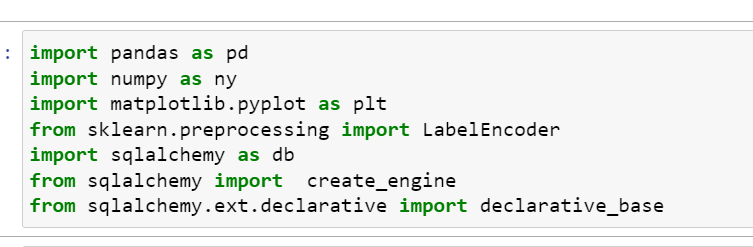 :
import pandas as pd
import numpy as ny
import matplotlib.pyplot as plt
from sklearn.preprocessing import LabelEncoder
import sqlalchemy as db
from sqlalchemy import  create_engine
from sqlalchemy.ext.declarative import declarative_base